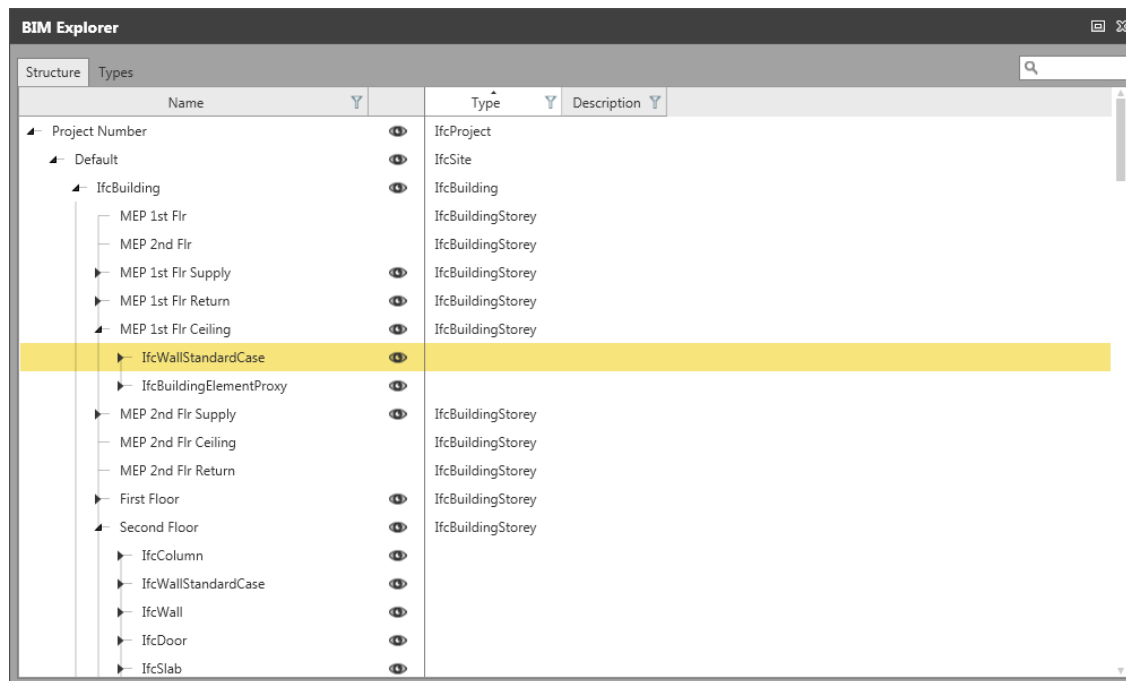 BIM Explorer
Structure Types
Name Type Description
Project Number IfcProject
Default IfcSite
IfcBuilding IfcBuilding
MEP 1st Flr IfcBuildingStorey
MEP 2nd Flr IfcBuildingStorey
MEP 1st Flr Supply IfcBuildingStorey
MEP 1st Flr Return IfcBuildingStorey
MEP 1st Flr Ceiling IfcBuildingStorey
IfcWallStandardCase
IfcBuildingElementProxy
MEP 2nd Flr Supply IfcBuildingStorey
MEP 2nd Flr Ceiling IfcBuildingStorey
MEP 2nd Flr Return IfcBuildingStorey
First Floor IfcBuildingStorey
Second Floor IfcBuildingStorey
IfcColumn
IfcWallStandardCase
IfcWall
IfcDoor
IfcSlab